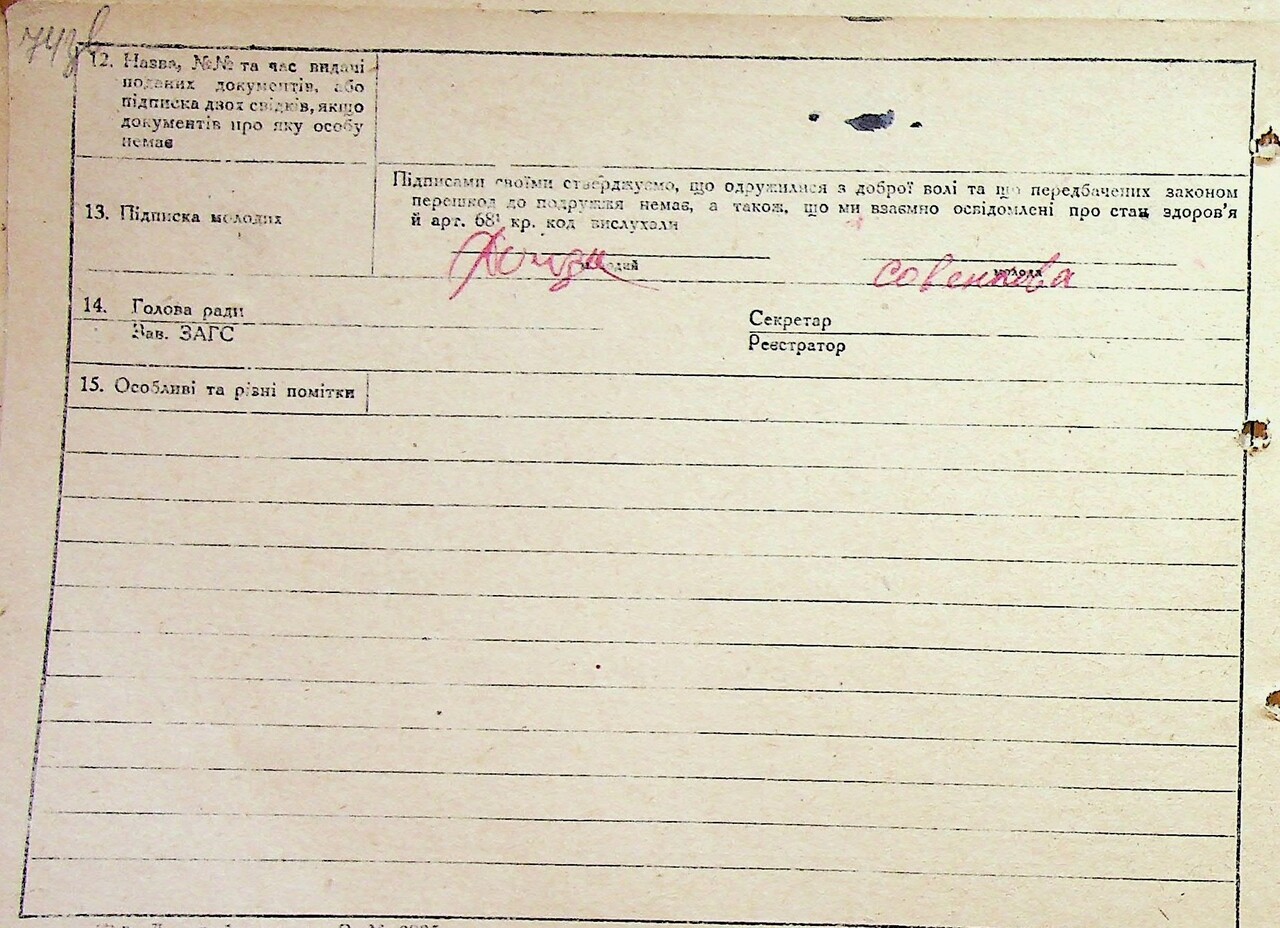 74зв
12. Назва, №№ та час видачі
поданих документів, або
підписка двох свідків, якщо
документів про яку особу
немає
13. Підписка молодих
Підписами своїми стверджуємо, що одружилися з доброї волі та що передбачених законом
перешкод до подружжя немає, а також, що ми взаємно освідомлені про стан здоров'я
й арт. 68¹ кр. код вислухали
молодий
молода
совенкова
14. Голова ради
Зав. ЗАГС
Секретар
Реєстратор
15. Особливі та різні помітки